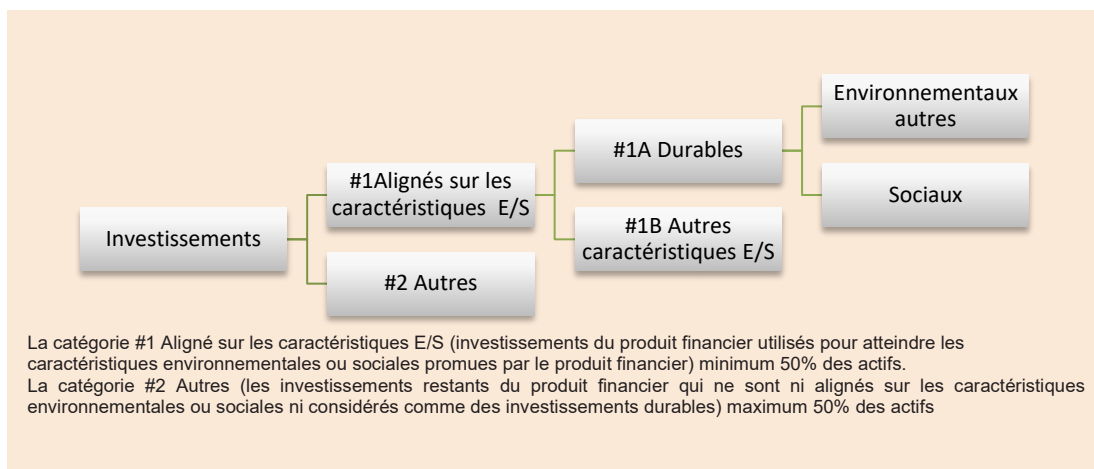 Environnementaux
autres
#1A Durables
#1Alignés sur les
caractéristiques E/S
Sociaux
Investissements
#1B Autres
caractéristiques E/S
#2 Autres
La catégorie #1 Aligné sur les caractéristiques E/S (investissements du produit financier utilisés pour atteindre les
caractéristiques environnementales ou sociales promues par le produit financier) minimum 50% des actifs.
La catégorie #2 Autres (les investissements restants du produit financier qui ne sont ni alignés sur les caractéristiques
environnementales ou sociales ni considérés comme des investissements durables) maximum 50% des actifs